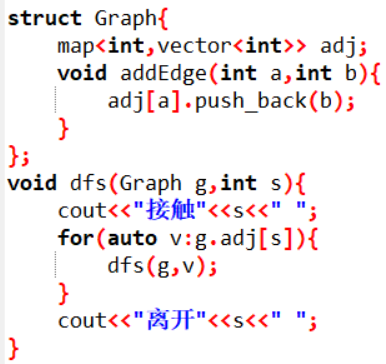 struct Graph{
    map<int,vector<int>> adj;
    void addEdge(int a,int b){
        adj[a].push_back(b);
    }
};
void dfs(Graph g,int s){
    cout<<"接触"<<s<<" ";
    for(auto v:g.adj[s]){
        dfs(g,v);
    }
    cout<<"离开"<<s<<" ";
}